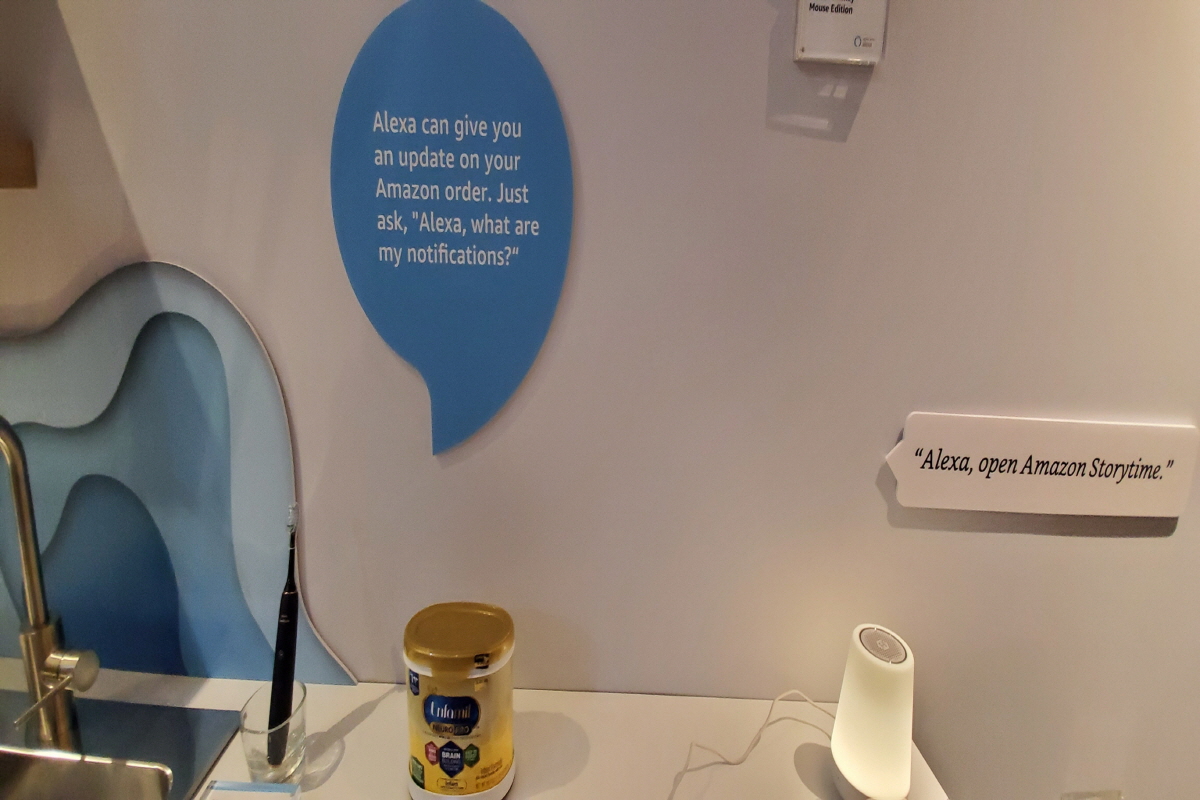 Mouse Edition
Alexa can give you
an update on your
Amazon order. Just
ask, "Alexa, what are
my notifications?"
“Alexa, open Amazon Storytime.”
Enfamil
NEUROPRO
BRAIN